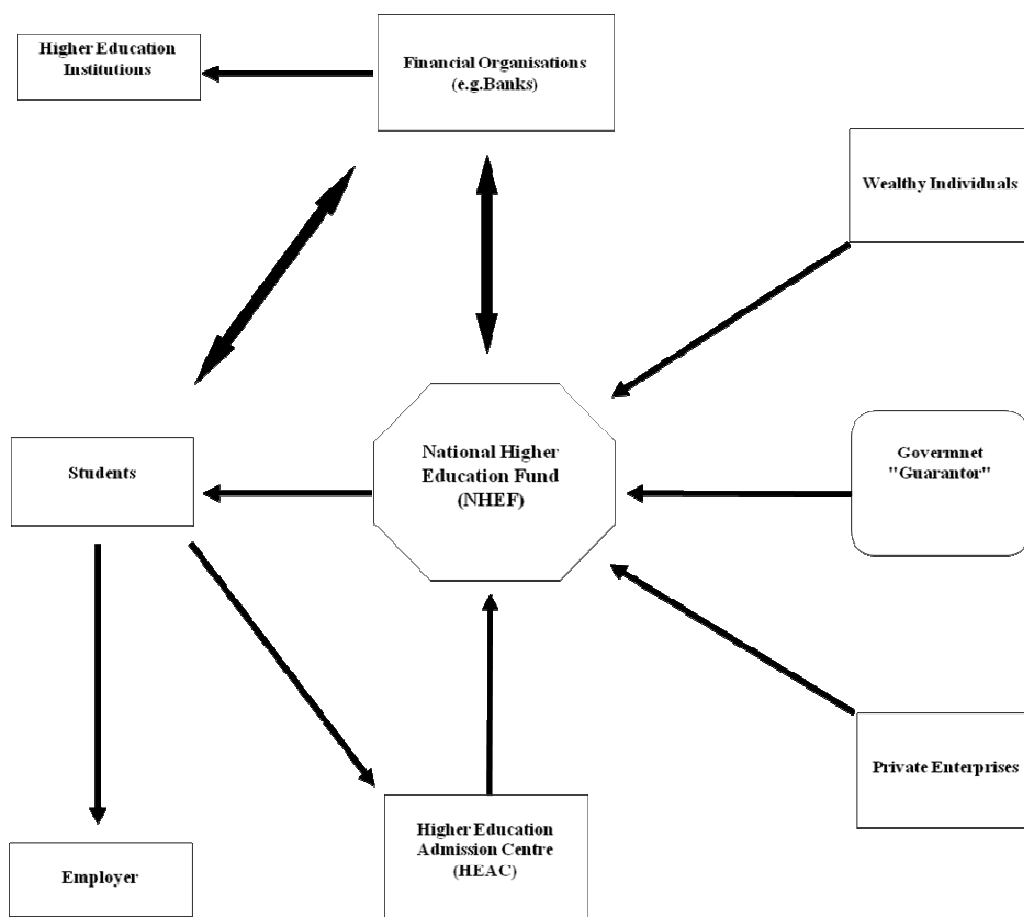 Higher Education
Institutions
Financial Organisations
(e.g.Banks)
Wealthy Individuals
Students
National Higher
Education Fund
(NHEF)
Govermnet
"Guarantor"
Private Enterprises
Employer
Higher Education
Admission Centre
(HEAC)